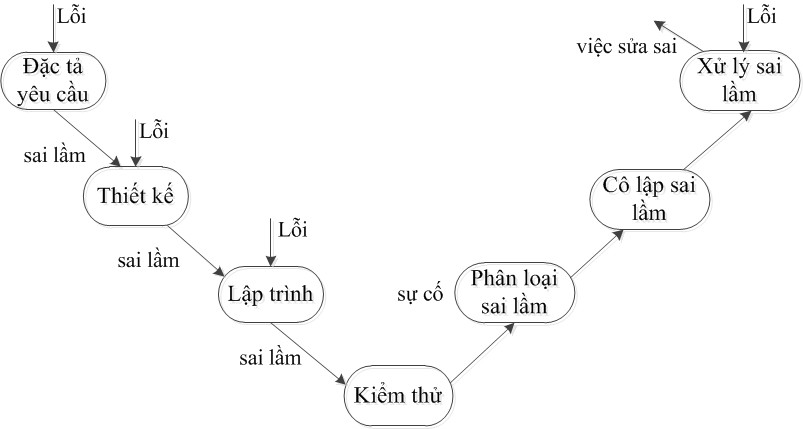 Lỗi
Đặc tả
yêu cầu
sai lầm
Lỗi
Thiết kế
sai lầm
Lỗi
Lập trình
sai lầm
Kiểm thử
sự cố
Phân loại
sai lầm
Cô lập sai
lầm
Lỗi
Xử lý sai
lầm
việc sửa sai